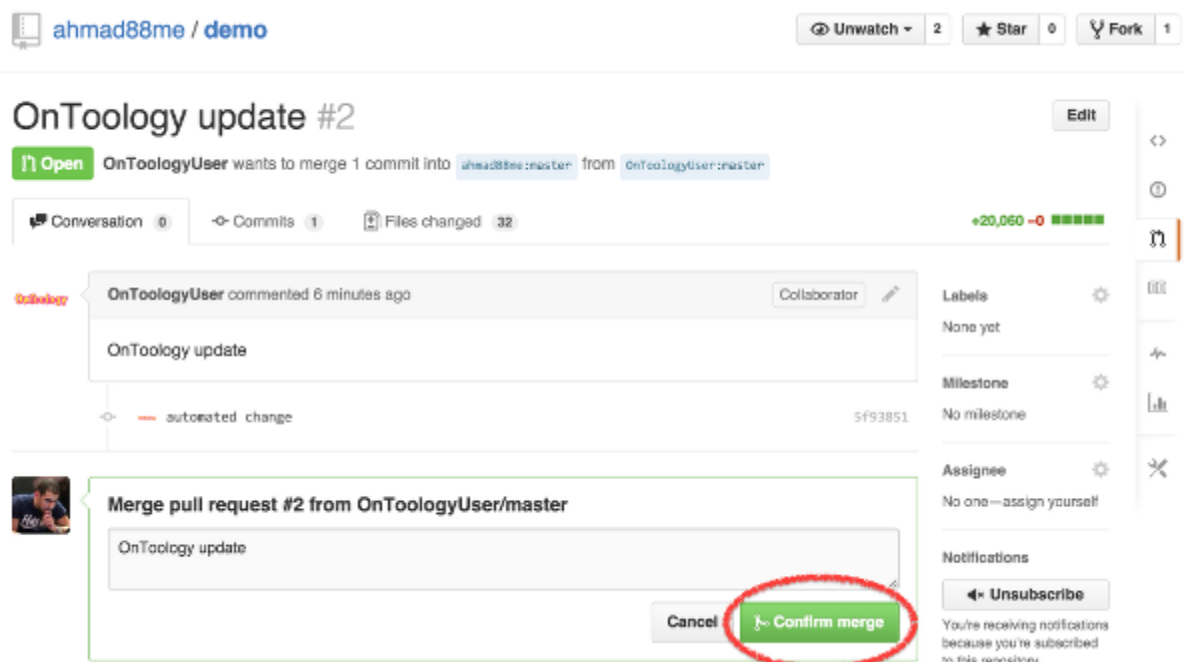 ahmad88me / demo
Unwatch 2 Star 0 Fork 1
OnToology update #2
Edit
Open OnToologyUser wants to merge 1 commit into ahmad88me:master from OnToologyUser:master
Conversation 0 Commits 1 Files changed 32
+20,060 −0
OnToology
OnToologyUser commented 6 minutes ago
Collaborator
OnToology update
automated change
5f93851
Labels
None yet
Milestone
No milestone
Assignee
No one—assign yourself
Merge pull request #2 from OnToologyUser/master
OnToology update
Cancel
Confirm merge
Notifications
Unsubscribe
You're receiving notifications
because you're subscribed
to this repository